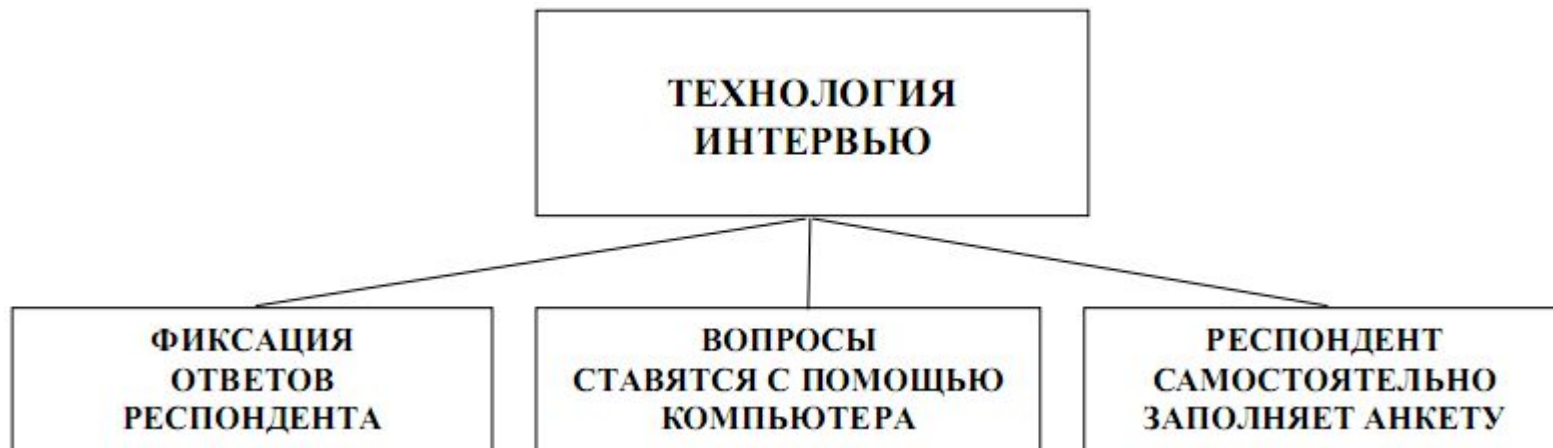 ТЕХНОЛОГИЯ
ИНТЕРВЬЮ
ФИКСАЦИЯ
ОТВЕТОВ
РЕСПОНДЕНТА
ВОПРОСЫ
СТАВЯТСЯ С ПОМОЩЬЮ
КОМПЬЮТЕРА
РЕСПОНДЕНТ
САМОСТОЯТЕЛЬНО
ЗАПОЛНЯЕТ АНКЕТУ